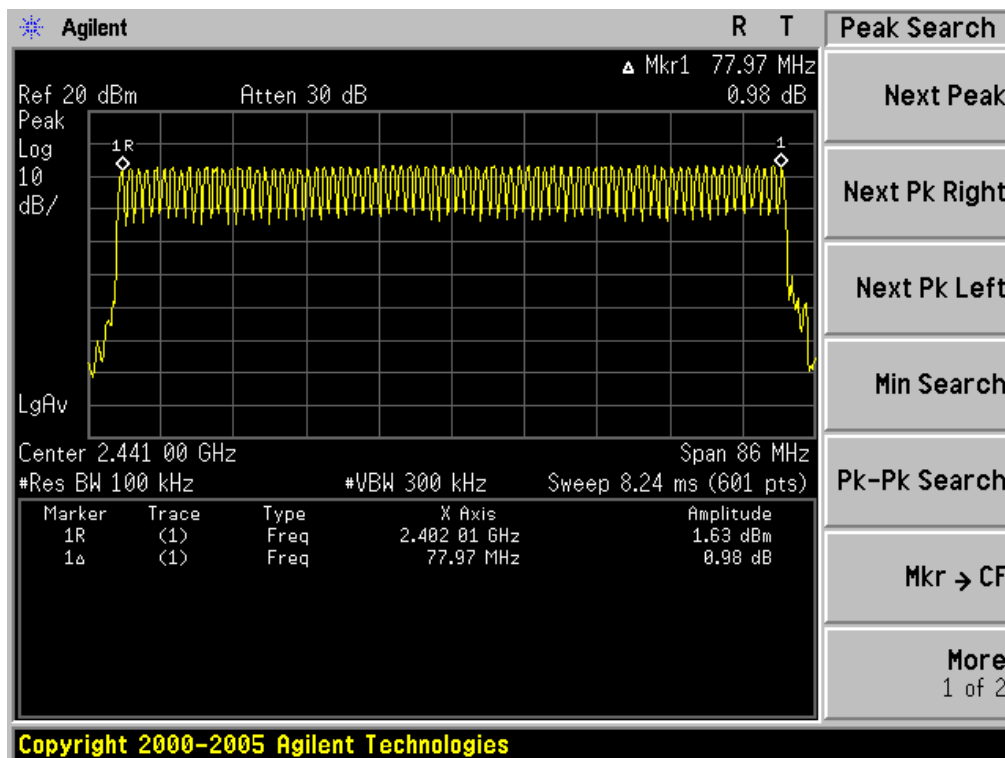 Agilent R T
Peak Search
Δ Mkr1 77.97 MHz
Ref 20 dBm Atten 30 dB 0.98 dB
Peak
Log
10
dB/
1R
1
LgAv
Center 2.441 00 GHz Span 86 MHz
#Res BW 100 kHz #VBW 300 kHz Sweep 8.24 ms (601 pts)
Marker Trace Type X Axis Amplitude
1R (1) Freq 2.402 01 GHz 1.63 dBm
1Δ (1) Freq 77.97 MHz 0.98 dB
Next Peak
Next Pk Right
Next Pk Left
Min Search
Pk-Pk Search
Mkr → CF
More
1 of 2
Copyright 2000-2005 Agilent Technologies